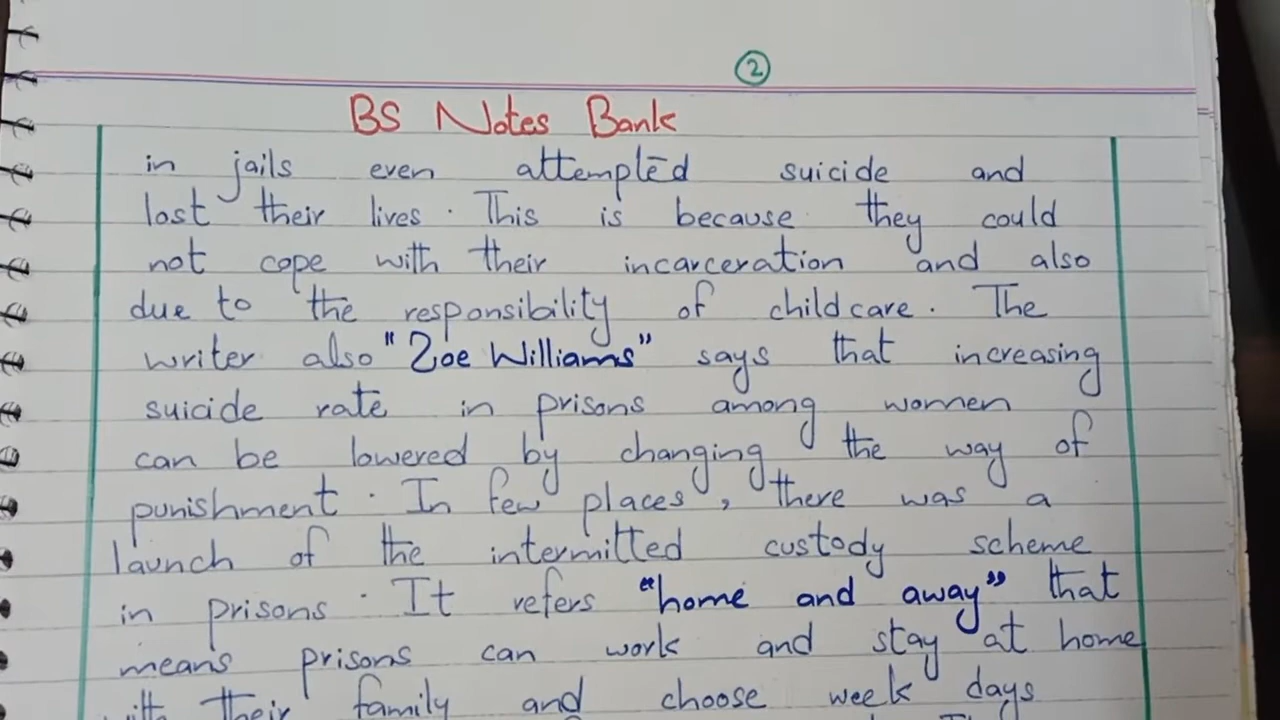 2
BS Notes Bank
in jails even attempted suicide and
lost their lives. This is because they could
not cope with their incarceration and also
due to the responsibility of childcare. The
writer also "Zoe Williams" says that increasing
suicide rate in prisons among women
can be lowered by changing the way of
punishment. In few places, there was a
launch of the intermitted custody scheme
in prisons. It refers "home and away" that
means prisons can work and stay at home
with their family and choose week days